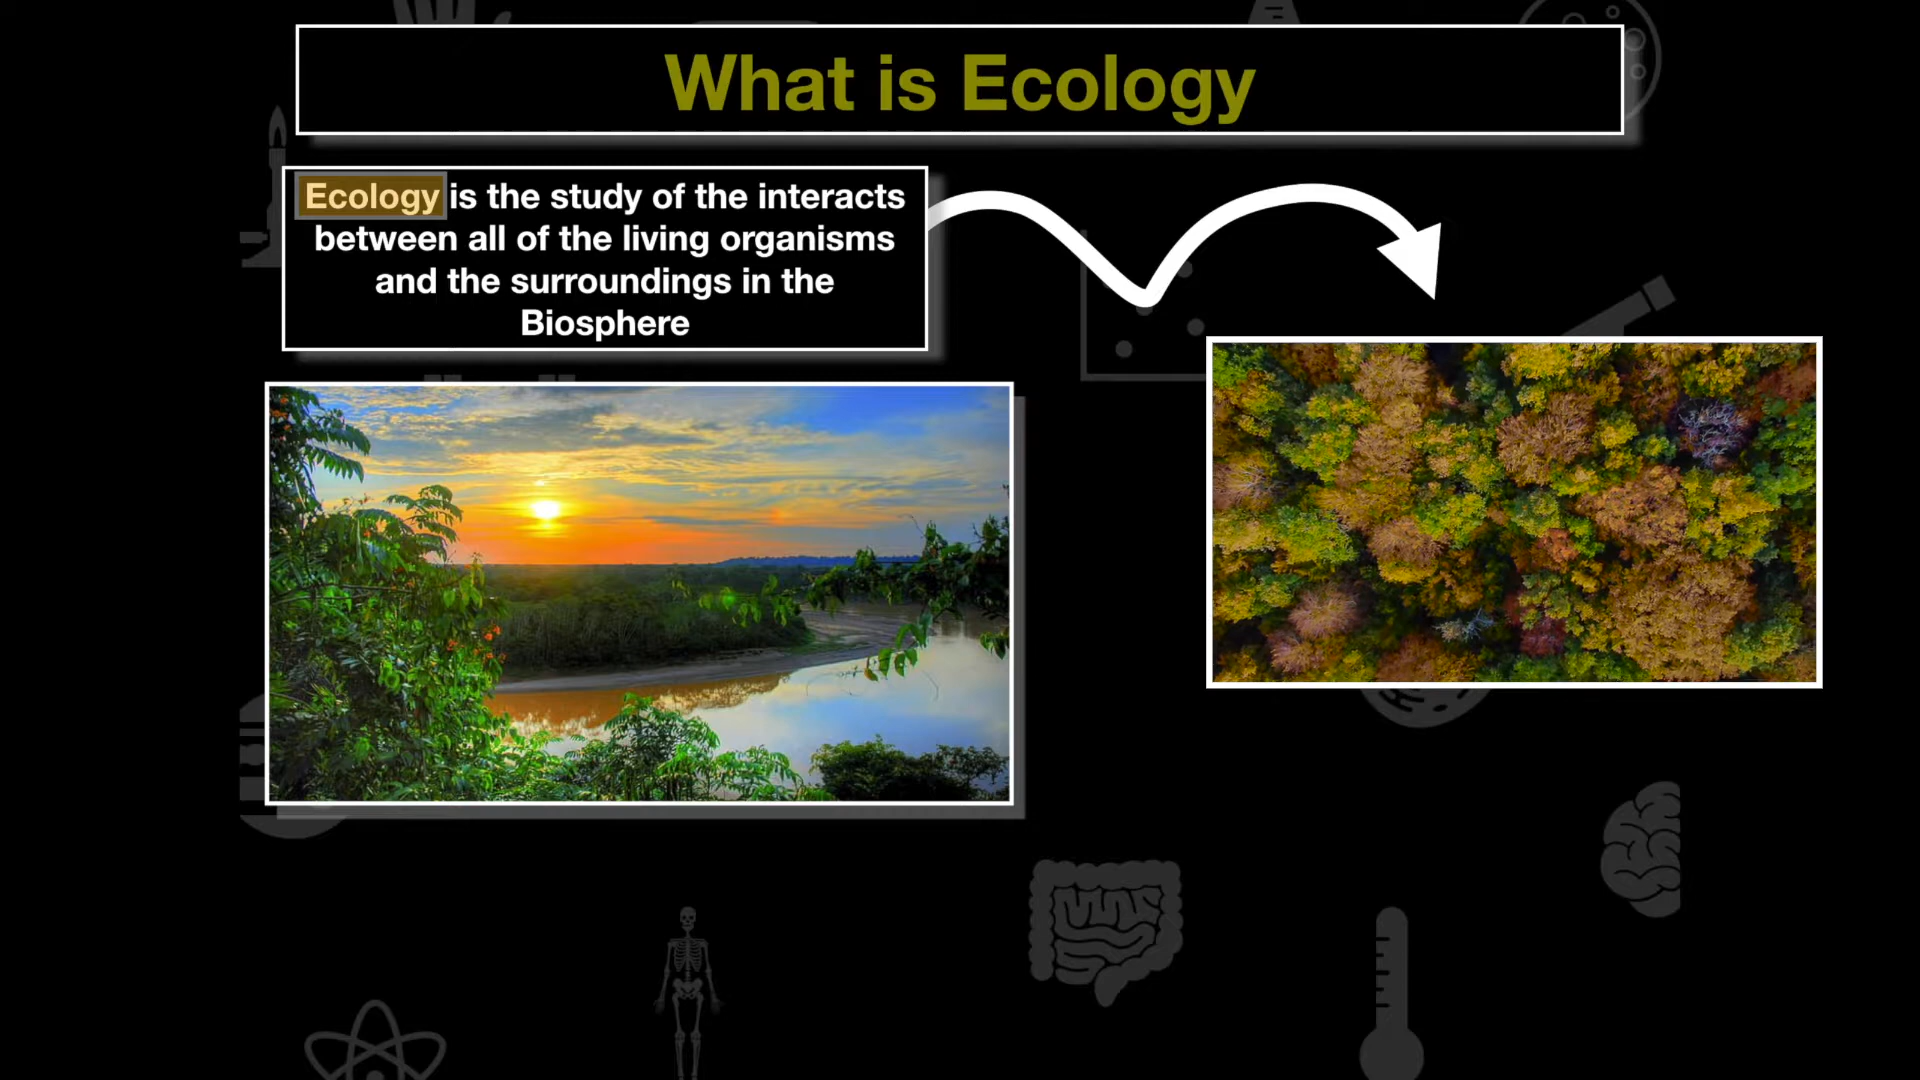 What is Ecology
Ecology is the study of the interacts
between all of the living organisms
and the surroundings in the
Biosphere